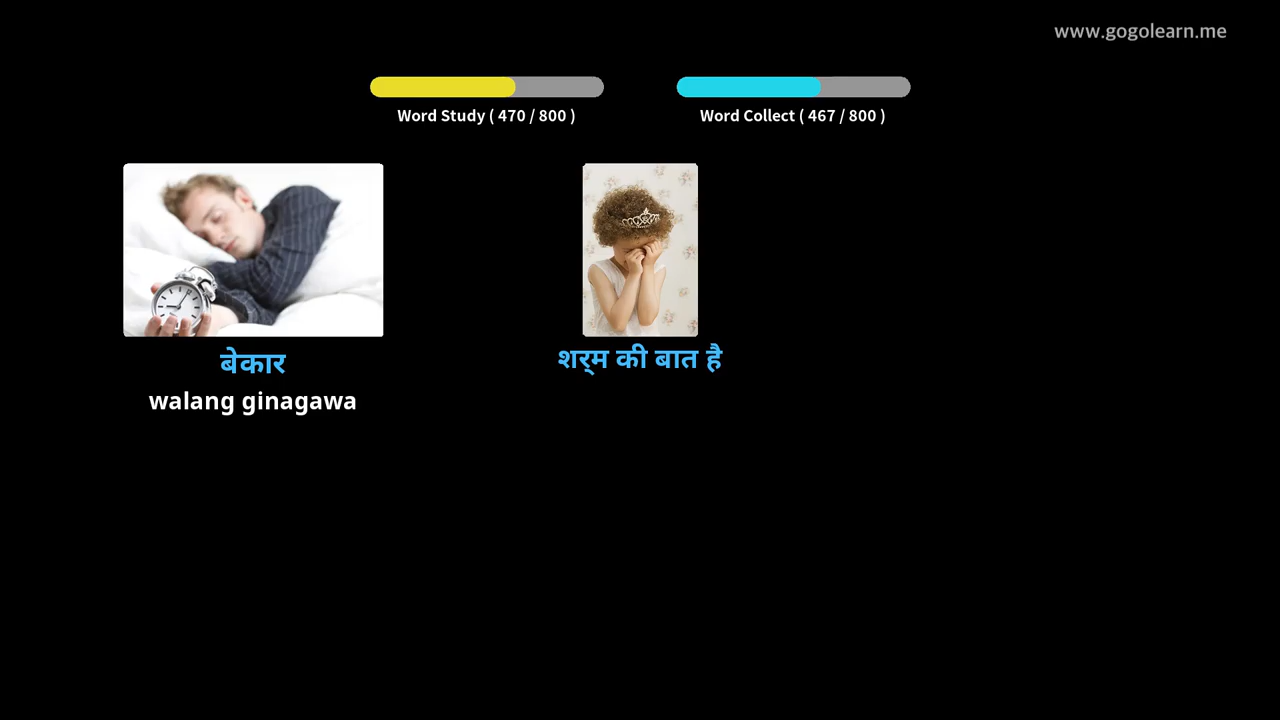 www.gogolearn.me
Word Study ( 470 / 800 )
Word Collect ( 467 / 800 )
बेकार
walang ginagawa
शर्‌म की बात है